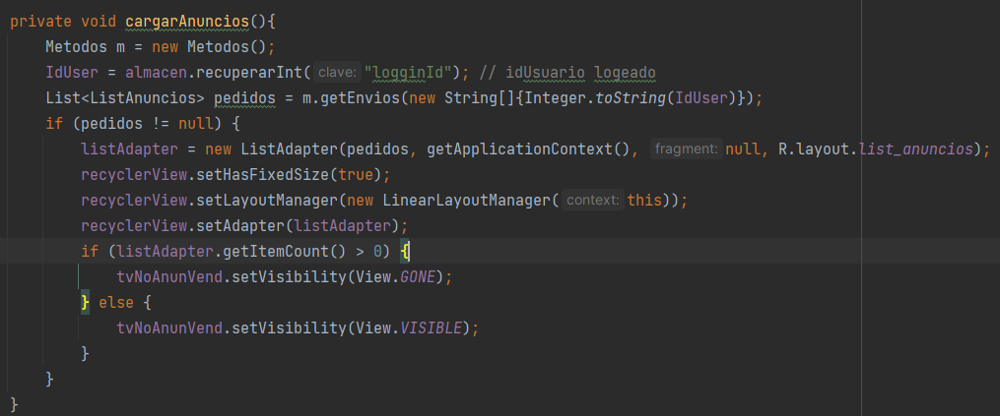 private void cargarAnuncios(){
Metodos m = new Metodos();
IdUser = almacen.recuperarInt( clave: "logginId"); // idUsuario logeado
List<ListAnuncios> pedidos = m.getEnvios(new String[]{Integer.toString(IdUser)});
if (pedidos != null) {
listAdapter = new ListAdapter(pedidos, getApplicationContext(), fragment: null, R.layout.list_anuncios);
recyclerView.setHasFixedSize(true);
recyclerView.setLayoutManager(new LinearLayoutManager( context: this));
recyclerView.setAdapter(listAdapter);
if (listAdapter.getItemCount() > 0) {
tvNoAnunVend.setVisibility(View.GONE);
} else {
tvNoAnunVend.setVisibility(View.VISIBLE);
}
}
}